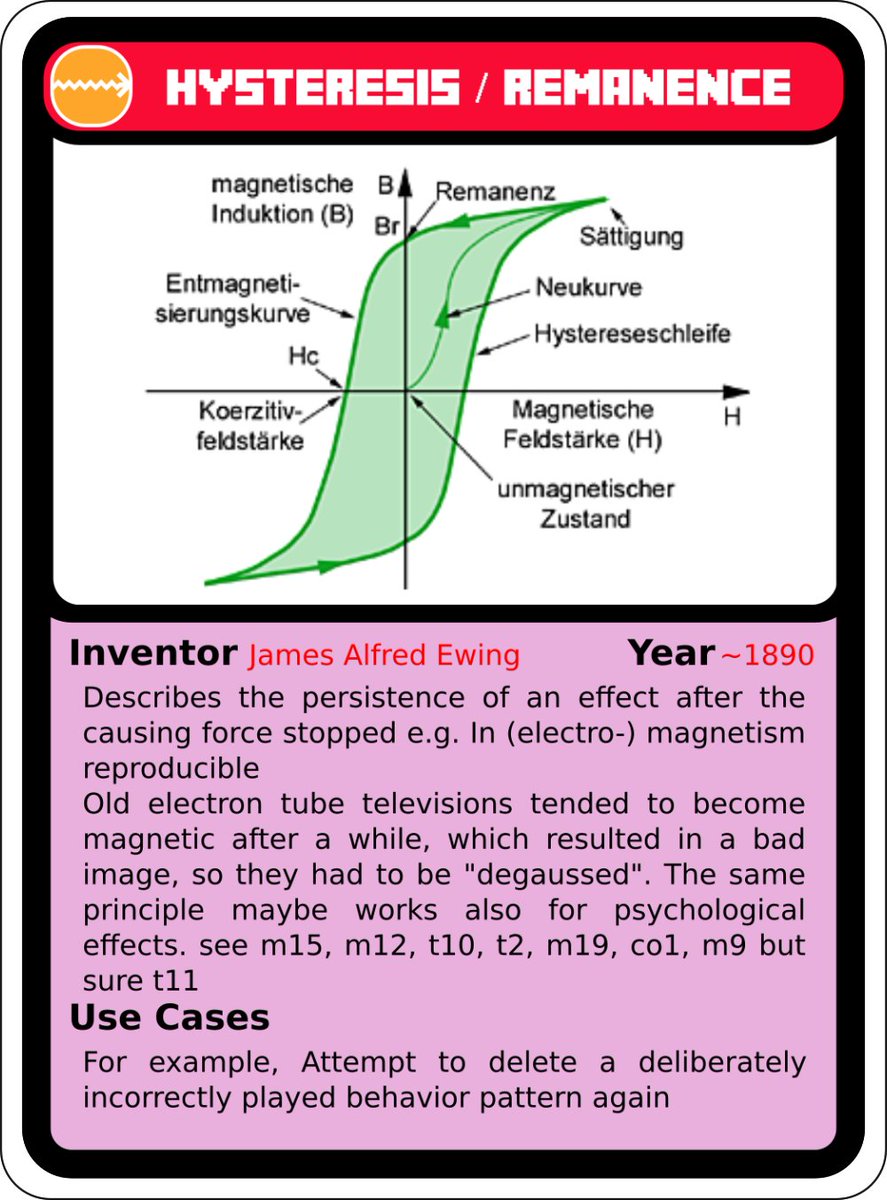 HYSTERESIS / REMANENCE
magnetische
Induktion (B)
B
Remanenz
Br
Sättigung
Entmagneti-
sierungskurve
Neukurve
Hystereseschleife
Hc
Koerzitiv-
feldstärke
Magnetische
Feldstärke (H)
H
unmagnetischer
Zustand
Inventor James Alfred Ewing Year ~1890
Describes the persistence of an effect after the
causing force stopped e.g. In (electro-) magnetism
reproducible
Old electron tube televisions tended to become
magnetic after a while, which resulted in a bad
image, so they had to be "degaussed". The same
principle maybe works also for psychological
effects. see m15, m12, t10, t2, m19, co1, m9 but
sure t11
Use Cases
For example, Attempt to delete a deliberately
incorrectly played behavior pattern again